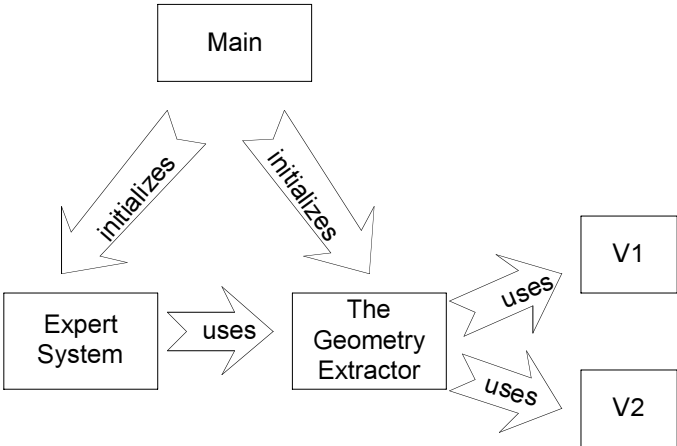 Main
initializes
initializes
V1
uses
Expert
System
uses
The
Geometry
Extractor
uses
V2